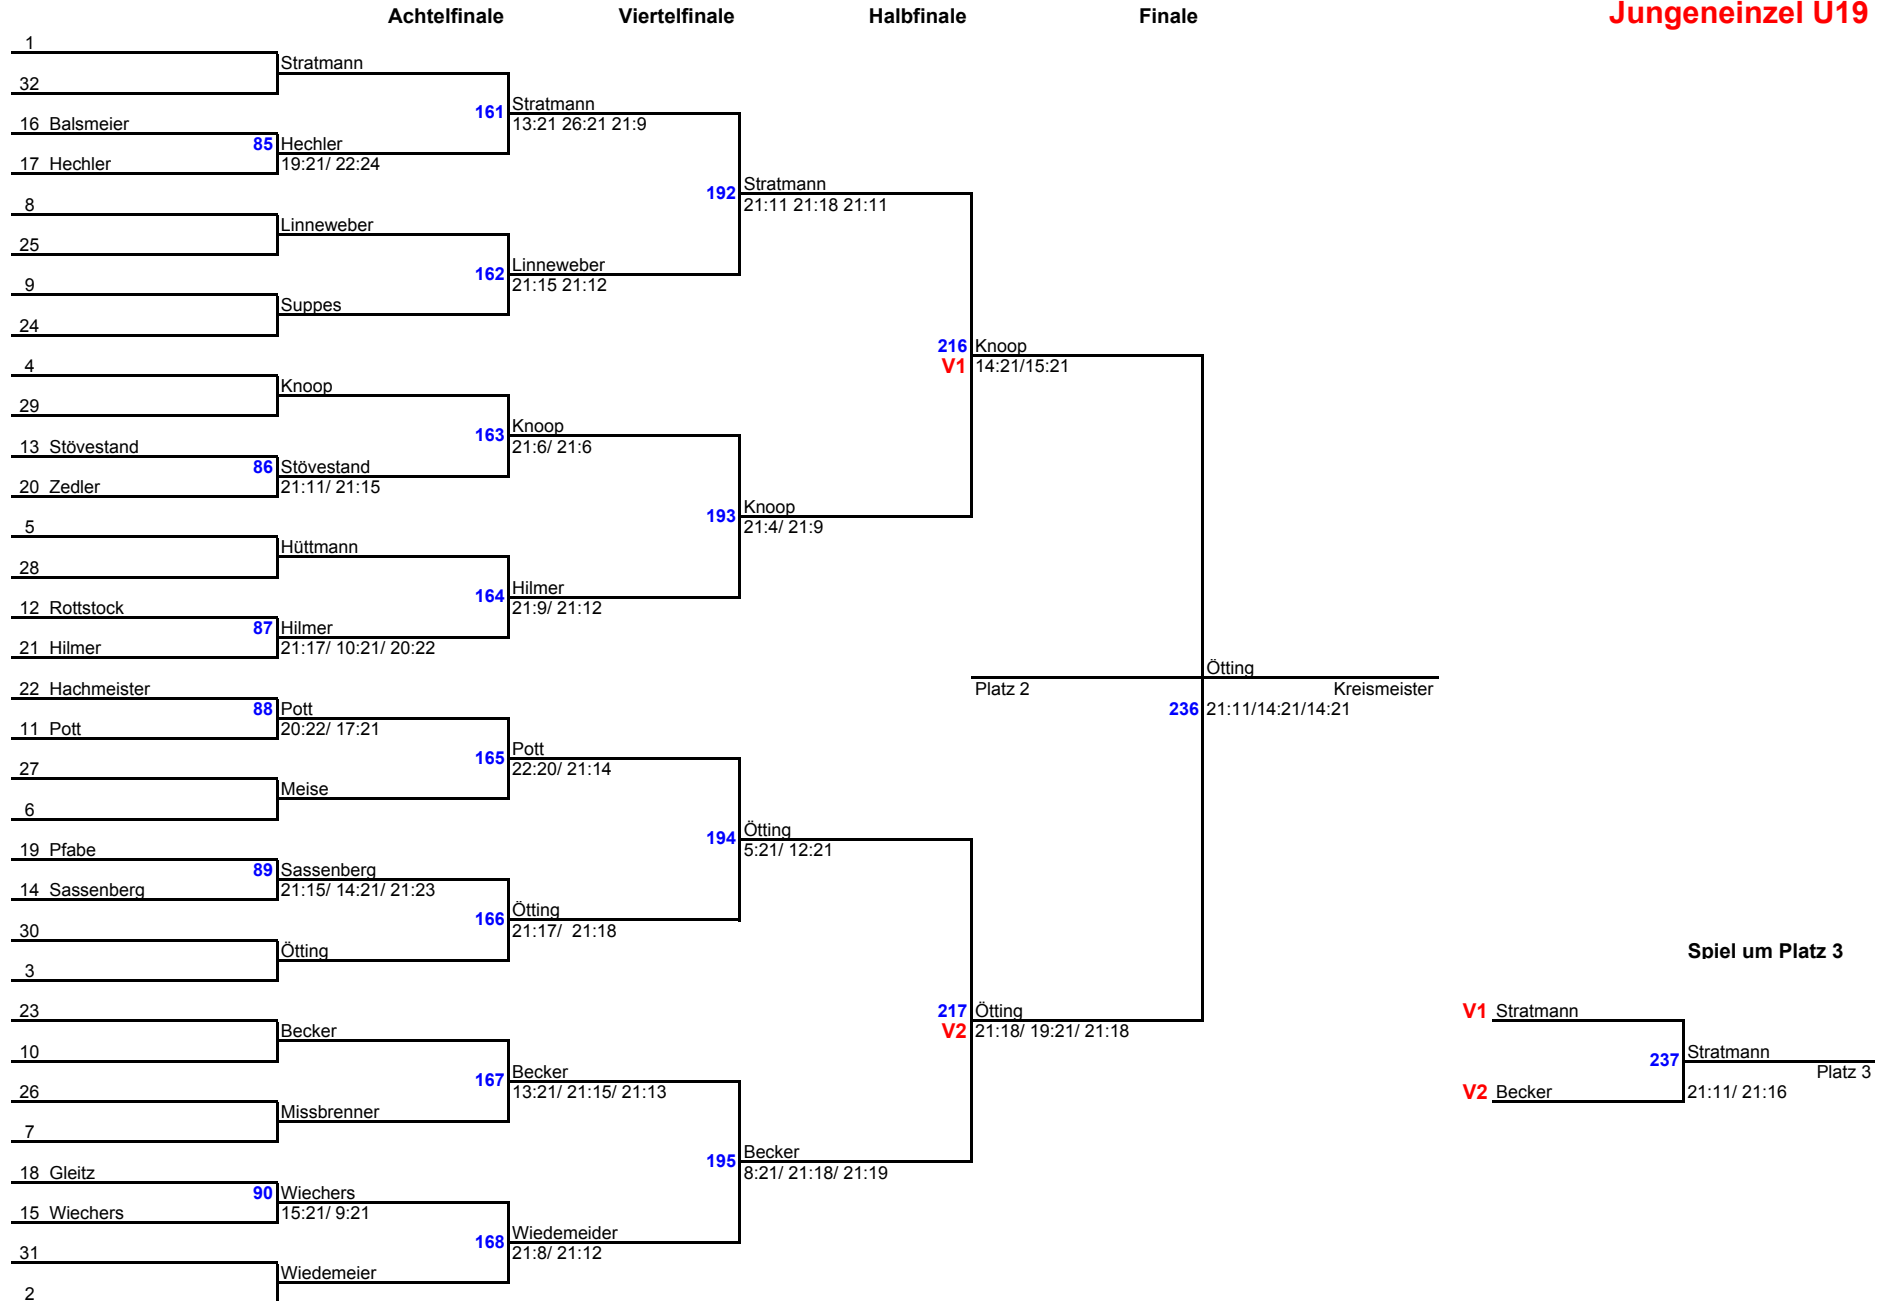 Achtelfinale Viertelfinale Halbfinale Finale Jungeneinzel U19
1
Stratmann
32
161 Stratmann
13:21 26:21 21:9
16 Balsmeier
85 Hechler
19:21/ 22:24
17 Hechler
192 Stratmann
21:11 21:18 21:11
8
Linneweber
25
162 Linneweber
21:15 21:12
9
Suppes
24
216 Knoop
V1 14:21/15:21
4
Knoop
29
163 Knoop
21:6/ 21:6
13 Stövestand
86 Stövestand
21:11/ 21:15
20 Zedler
193 Knoop
21:4/ 21:9
5
Hüttmann
28
164 Hilmer
21:9/ 21:12
12 Rottstock
87 Hilmer
21:17/ 10:21/ 20:22
21 Hilmer
Ötting
Platz 2 Kreismeister
236 21:11/14:21/14:21
22 Hachmeister
88 Pott
20:22/ 17:21
11 Pott
165 Pott
22:20/ 21:14
27
Meise
6
194 Ötting
5:21/ 12:21
19 Pfabe
89 Sassenberg
21:15/ 14:21/ 21:23
14 Sassenberg
166 Ötting
21:17/ 21:18
30
Ötting
3
217 Ötting
V2 21:18/ 19:21/ 21:18
23
Becker
10
167 Becker
13:21/ 21:15/ 21:13
26
Missbrenner
7
195 Becker
8:21/ 21:18/ 21:19
18 Gleitz
90 Wiechers
15:21/ 9:21
15 Wiechers
168 Wiedemeider
21:8/ 21:12
31
Wiedemeier
2
Spiel um Platz 3
V1 Stratmann
237 Stratmann
Platz 3
V2 Becker
21:11/ 21:16